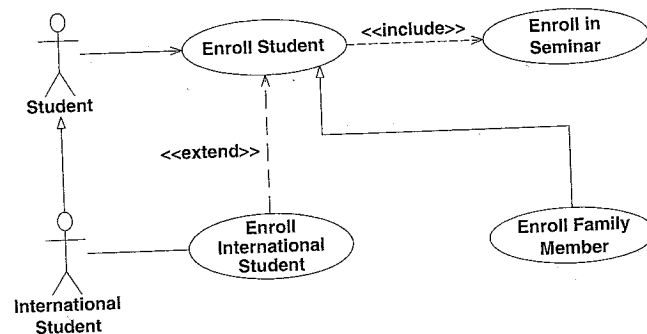 Enroll Student
<<include>>
Enroll in
Seminar
Student
<<extend>>
Enroll
International
Student
Enroll Family
Member
International
Student